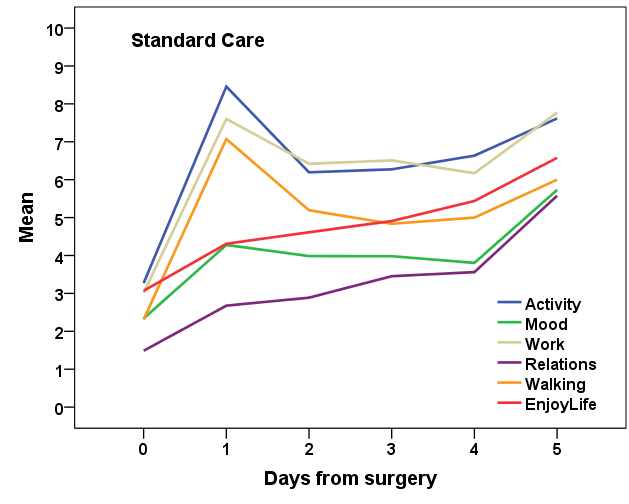 Standard Care
10
9
8
7
6
5
4
3
2
1
0
Mean
Activity
Mood
Work
Relations
Walking
EnjoyLife
0 1 2 3 4 5
Days from surgery